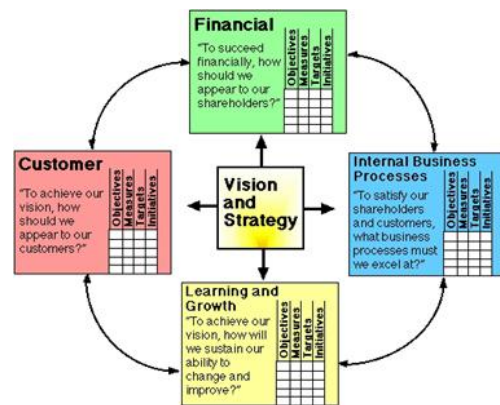 Financial
"To succeed
financially, how
should we
appear to our
shareholders?"
Objectives
Measures
Targets
Initiatives
Customer
"To achieve our
vision, how
should we
appear to our
customers?"
Objectives
Measures
Targets
Initiatives
Vision
and
Strategy
Internal Business
Processes
"To satisfy our
shareholders
and customers,
what business
processes must
we excel at?"
Objectives
Measures
Targets
Initiatives
Learning and
Growth
"To achieve our
vision, how will
we sustain our
ability to
change and
improve?"
Objectives
Measures
Targets
Initiatives